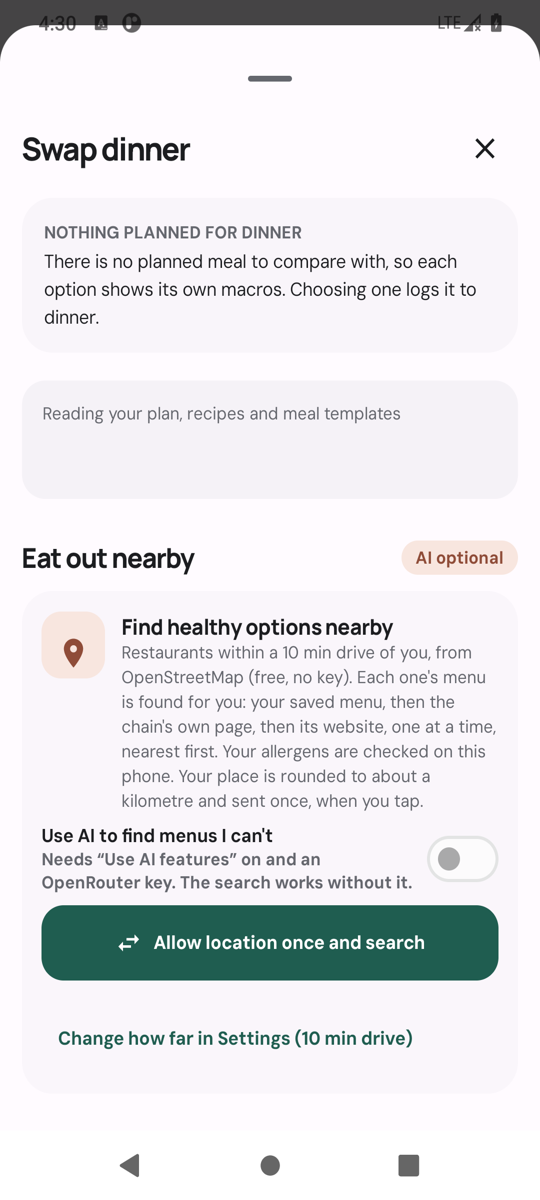 4:30
LTE
Swap dinner
NOTHING PLANNED FOR DINNER
There is no planned meal to compare with, so each
option shows its own macros. Choosing one logs it to
dinner.
Reading your plan, recipes and meal templates
Eat out nearby
AI optional
Find healthy options nearby
Restaurants within a 10 min drive of you, from
OpenStreetMap (free, no key). Each one's menu
is found for you: your saved menu, then the
chain's own page, then its website, one at a time,
nearest first. Your allergens are checked on this
phone. Your place is rounded to about a
kilometre and sent once, when you tap.
Use AI to find menus I can't
Needs “Use AI features” on and an
OpenRouter key. The search works without it.
Allow location once and search
Change how far in Settings (10 min drive)